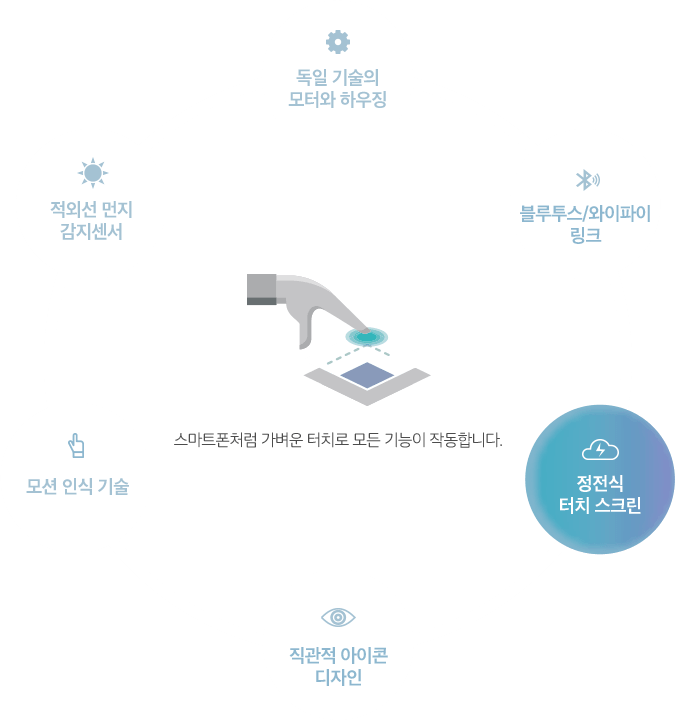 독일 기술의
모터와 하우징
적외선 먼지
감지센서
블루투스/와이파이
링크
스마트폰처럼 가벼운 터치로 모든 기능이 작동합니다.
모션 인식 기술
정전식
터치 스크린
직관적 아이콘
디자인